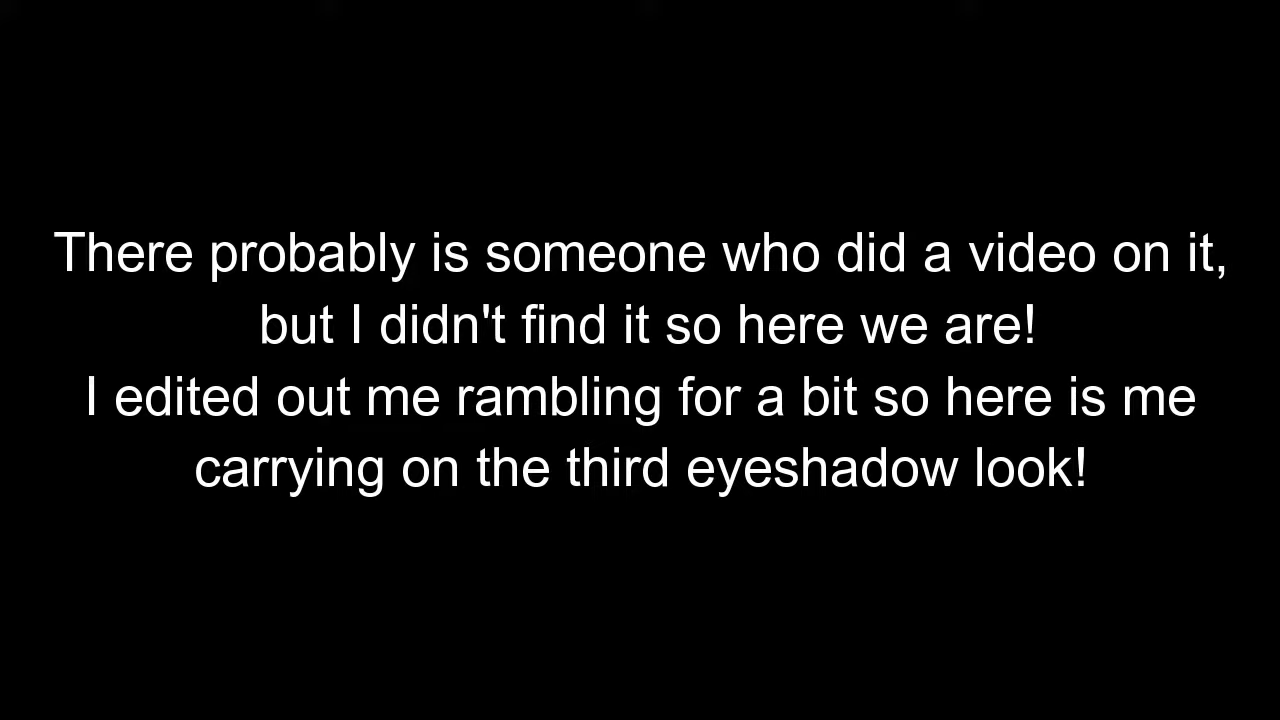 There probably is someone who did a video on it,
but I didn't find it so here we are!
I edited out me rambling for a bit so here is me
carrying on the third eyeshadow look!